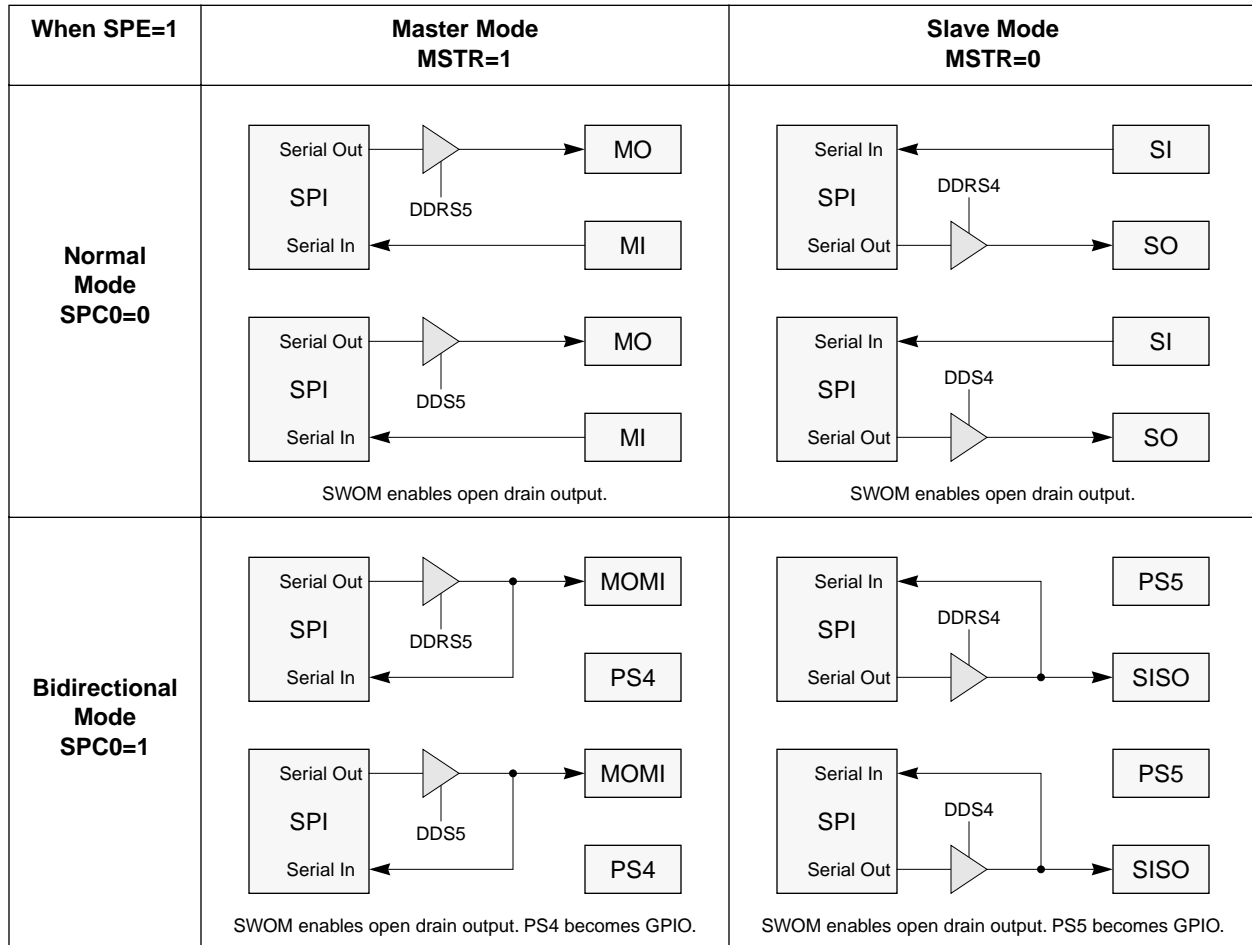 When SPE=1
Master Mode
MSTR=1
Slave Mode
MSTR=0
Normal
Mode
SPC0=0
Serial Out
SPI
Serial In
DDRS5
MO
MI
Serial Out
SPI
Serial In
DDS5
MO
MI
SWOM enables open drain output.
Serial In
SPI
Serial Out
DDRS4
SI
SO
Serial In
SPI
Serial Out
DDS4
SI
SO
SWOM enables open drain output.
Bidirectional
Mode
SPC0=1
Serial Out
SPI
Serial In
DDRS5
MOMI
PS4
Serial Out
SPI
Serial In
DDS5
MOMI
PS4
SWOM enables open drain output. PS4 becomes GPIO.
Serial In
SPI
Serial Out
DDRS4
PS5
SISO
Serial In
SPI
Serial Out
DDS4
PS5
SISO
SWOM enables open drain output. PS5 becomes GPIO.